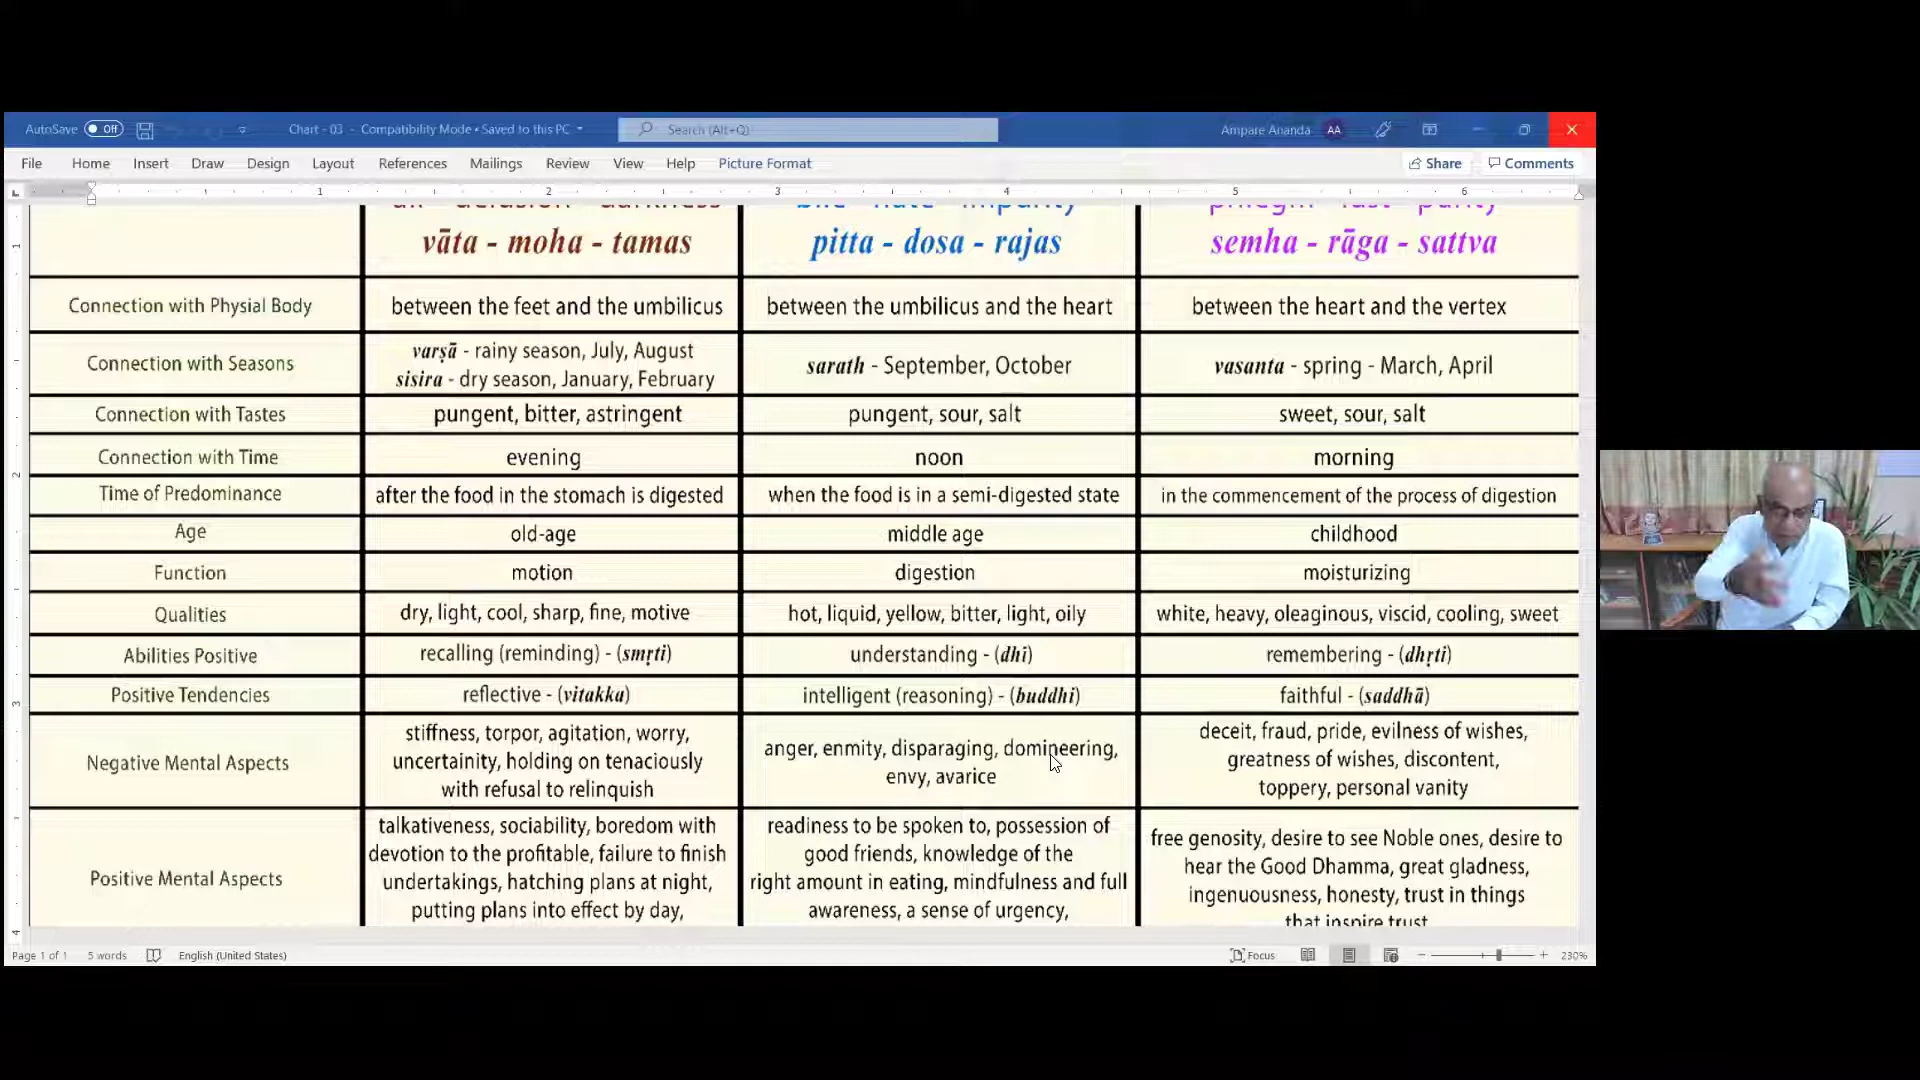 AutoSave Off
Chart - 03 - Compatibility Mode • Saved to this PC
Search (Alt+Q)
Ampare Ananda AA
File Home Insert Draw Design Layout References Mailings Review View Help Picture Format
Share Comments
1 2 3 4 5 6
vāta - moha - tamas
pitta - dosa - rajas
semha - rāga - sattva
Connection with Physial Body
between the feet and the umbilicus
between the umbilicus and the heart
between the heart and the vertex
Connection with Seasons
varṣā - rainy season, July, August
sisira - dry season, January, February
sarath - September, October
vasanta - spring - March, April
Connection with Tastes
pungent, bitter, astringent
pungent, sour, salt
sweet, sour, salt
Connection with Time
evening
noon
morning
Time of Predominance
after the food in the stomach is digested
when the food is in a semi-digested state
in the commencement of the process of digestion
Age
old-age
middle age
childhood
Function
motion
digestion
moisturizing
Qualities
dry, light, cool, sharp, fine, motive
hot, liquid, yellow, bitter, light, oily
white, heavy, oleaginous, viscid, cooling, sweet
Abilities Positive
recalling (reminding) - (smṛti)
understanding - (dhi)
remembering - (dhṛti)
Positive Tendencies
reflective - (vitakka)
intelligent (reasoning) - (buddhi)
faithful - (saddhā)
Negative Mental Aspects
stiffness, torpor, agitation, worry,
uncertainity, holding on tenaciously
with refusal to relinquish
anger, enmity, disparaging, domineering,
envy, avarice
deceit, fraud, pride, evilness of wishes,
greatness of wishes, discontent,
toppery, personal vanity
Positive Mental Aspects
talkativeness, sociability, boredom with
devotion to the profitable, failure to finish
undertakings, hatching plans at night,
putting plans into effect by day,
readiness to be spoken to, possession of
good friends, knowledge of the
right amount in eating, mindfulness and full
awareness, a sense of urgency,
free genosity, desire to see Noble ones, desire to
hear the Good Dhamma, great gladness,
ingenuousness, honesty, trust in things
that inspire trust
1
2
3
4
Page 1 of 1 5 words English (United States)
Focus 230%